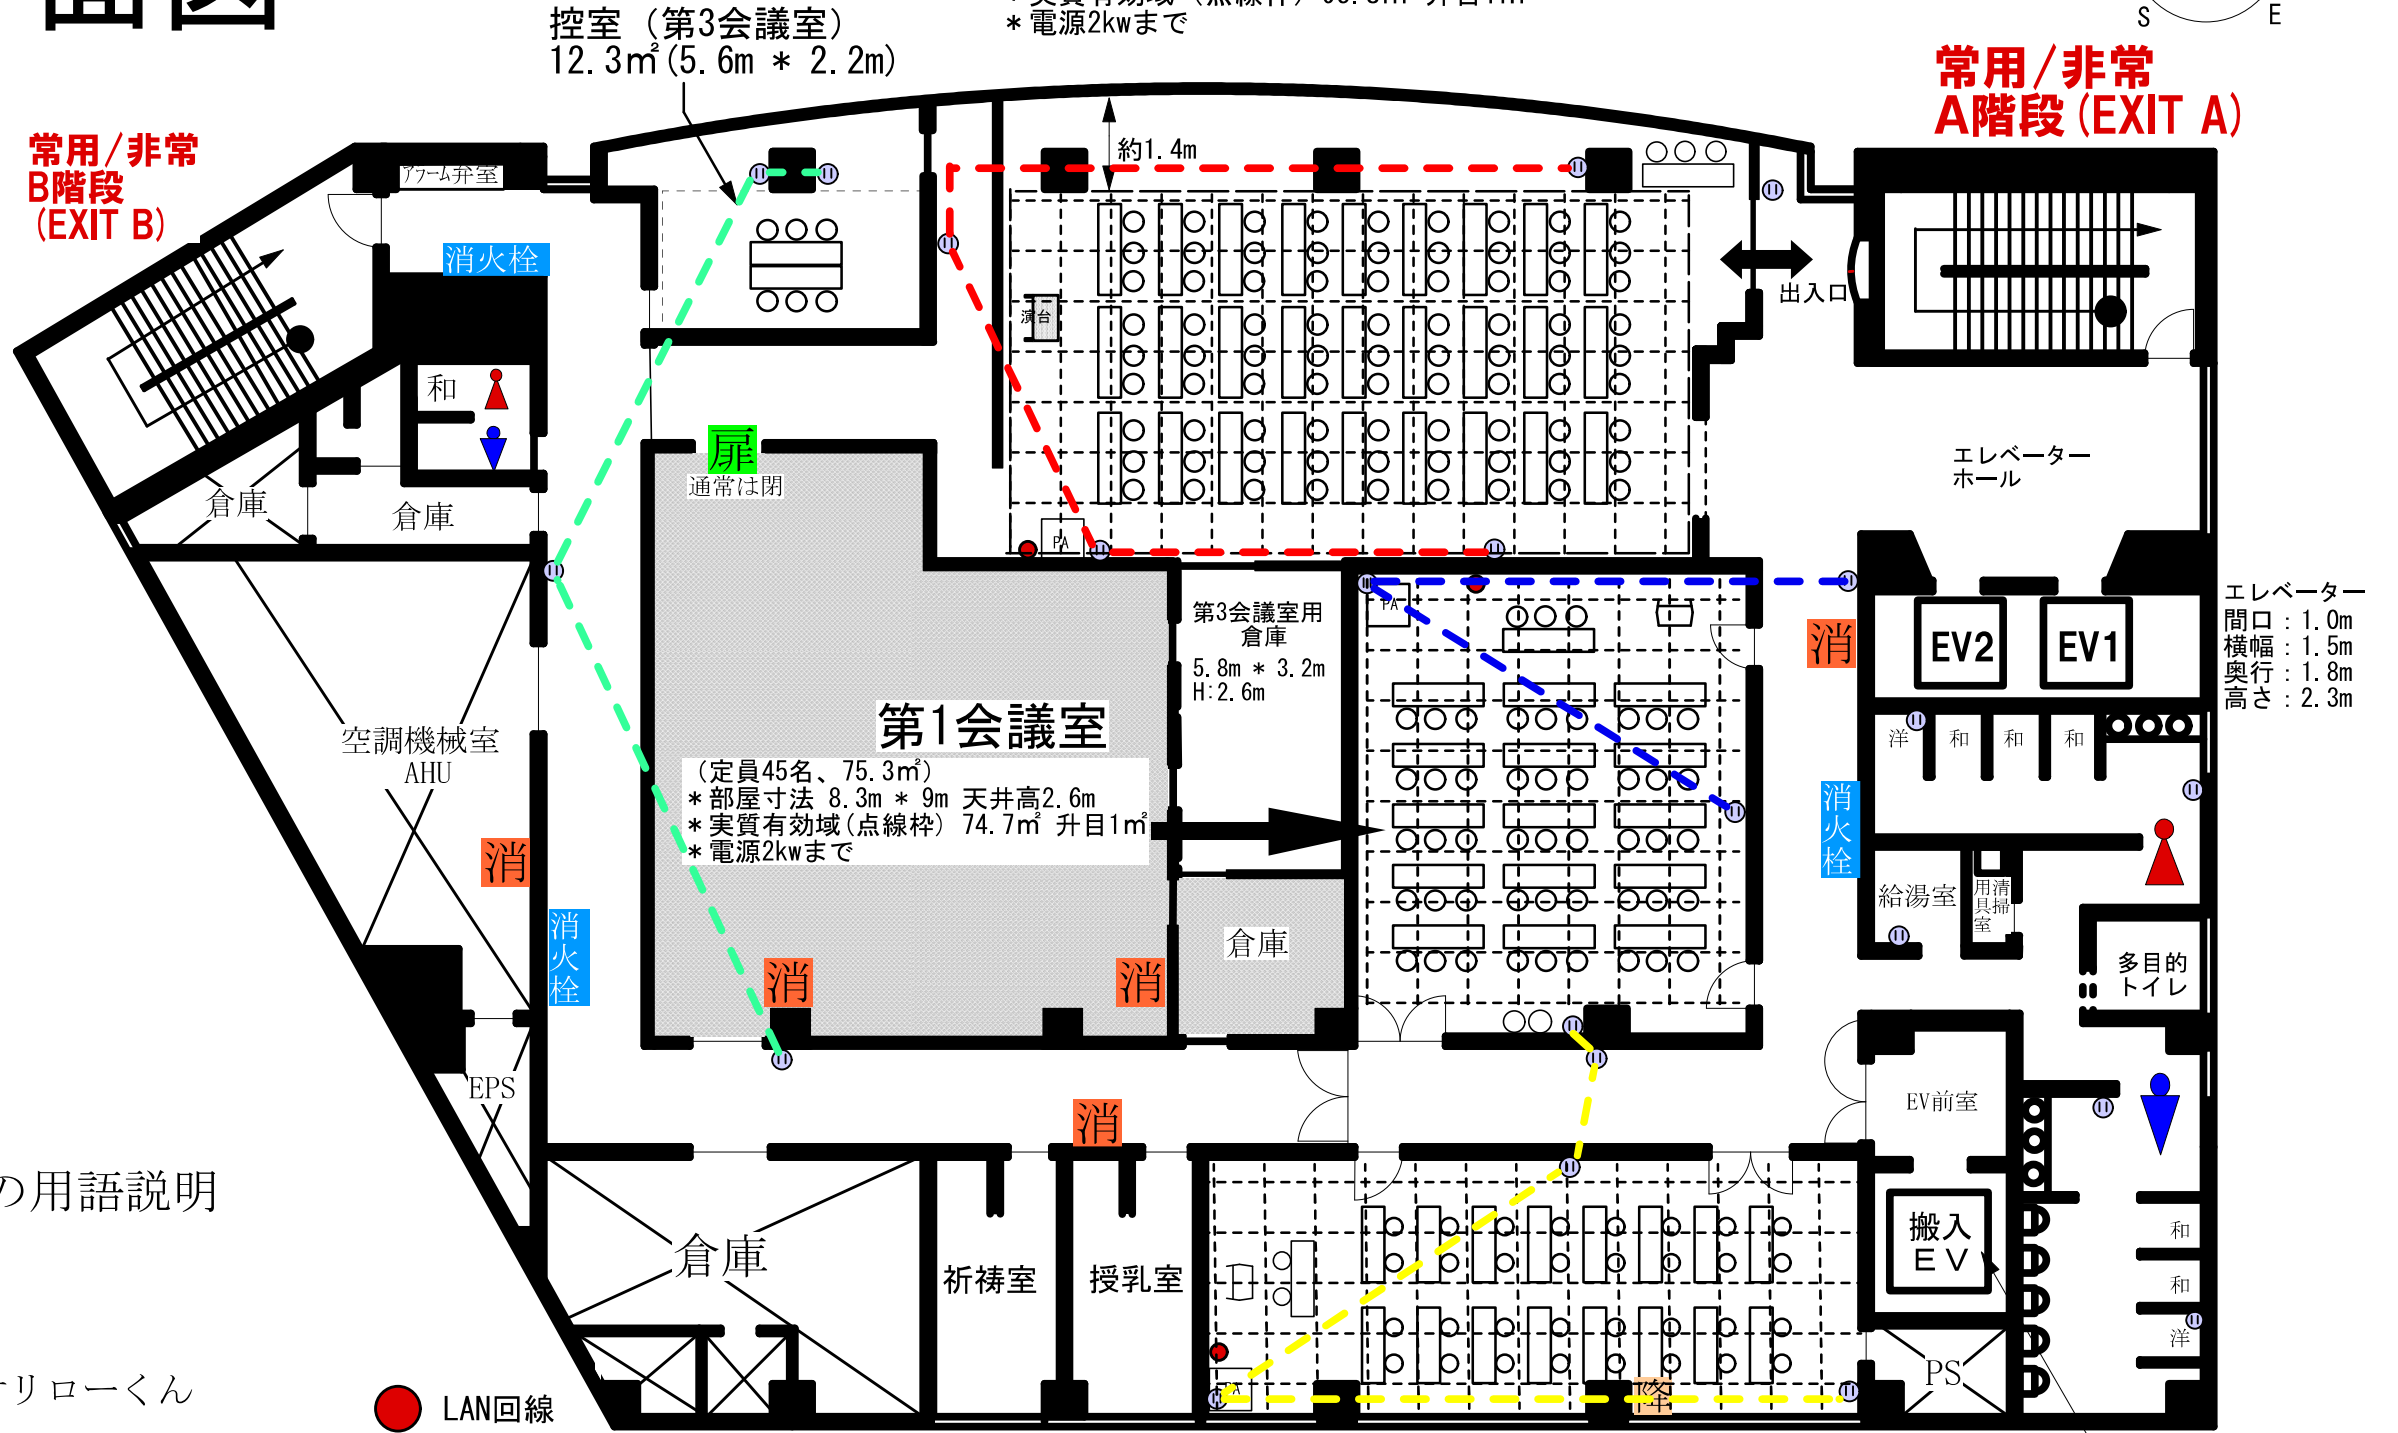 面図
控室（第3会議室）
12.3㎡(5.6m * 2.2m)
*電源2kwまで
S
E
常用/非常
A階段(EXIT A)
常用/非常
B階段
(EXIT B)
アラーム弁室
消火栓
約1.4m
出入口
演台
和
扉
通常は閉
倉庫
倉庫
PA
エレベーター
ホール
第3会議室用
倉庫
5.8m * 3.2m
H:2.6m
PA
消
EV2
EV1
エレベーター
間口：1.0m
横幅：1.5m
奥行：1.8m
高さ：2.3m
空調機械室
AHU
第1会議室
（定員45名、75.3㎡）
*部屋寸法 8.3m * 9m 天井高2.6m
*実質有効域(点線枠) 74.7㎡ 升目1㎡
*電源2kwまで
洋
和
和
和
消
消火栓
消火栓
給湯室
清掃
用具室
倉庫
消
消
多目的
トイレ
EPS
消
EV前室
の用語説明
倉庫
祈祷室
授乳室
搬入
EV
和
和
洋
PS
隆
リローくん
LAN回線